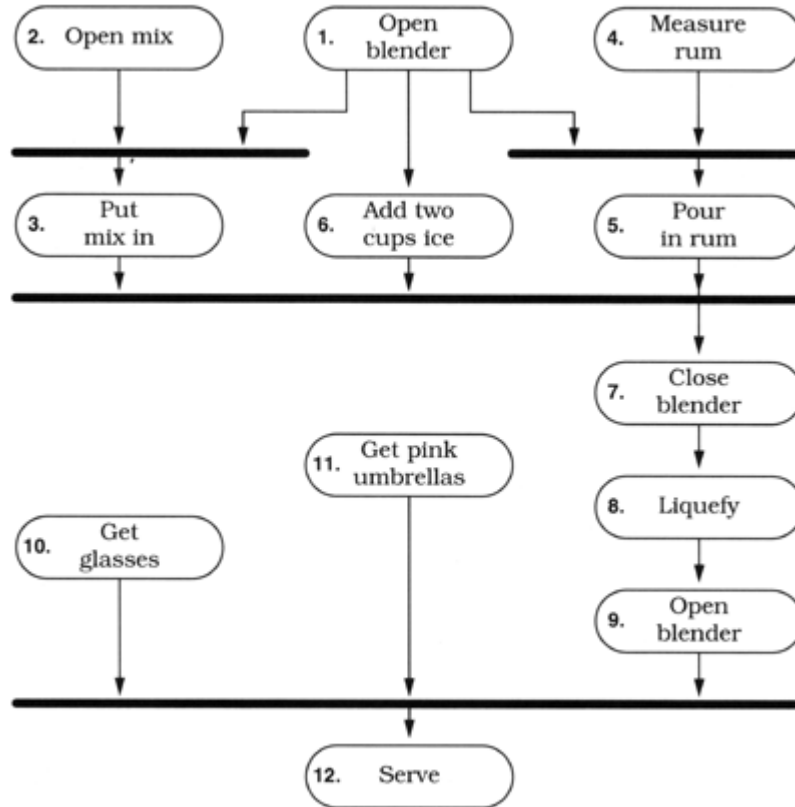 2. Open mix
1. Open
blender
4. Measure
rum
3. Put
mix in
6. Add two
cups ice
5. Pour
in rum
7. Close
blender
11. Get pink
umbrellas
8. Liquefy
10. Get
glasses
9. Open
blender
12. Serve